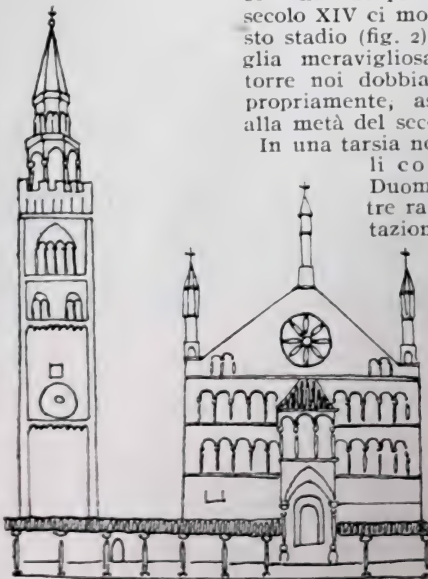 secolo XIV ci mo
sto stadio (fig. 2)
glia meravigliosa
torre noi dobbia
propriamente, as
alla metà del sec
In una tarsia ne
li co
Duom
tre ra
tazion